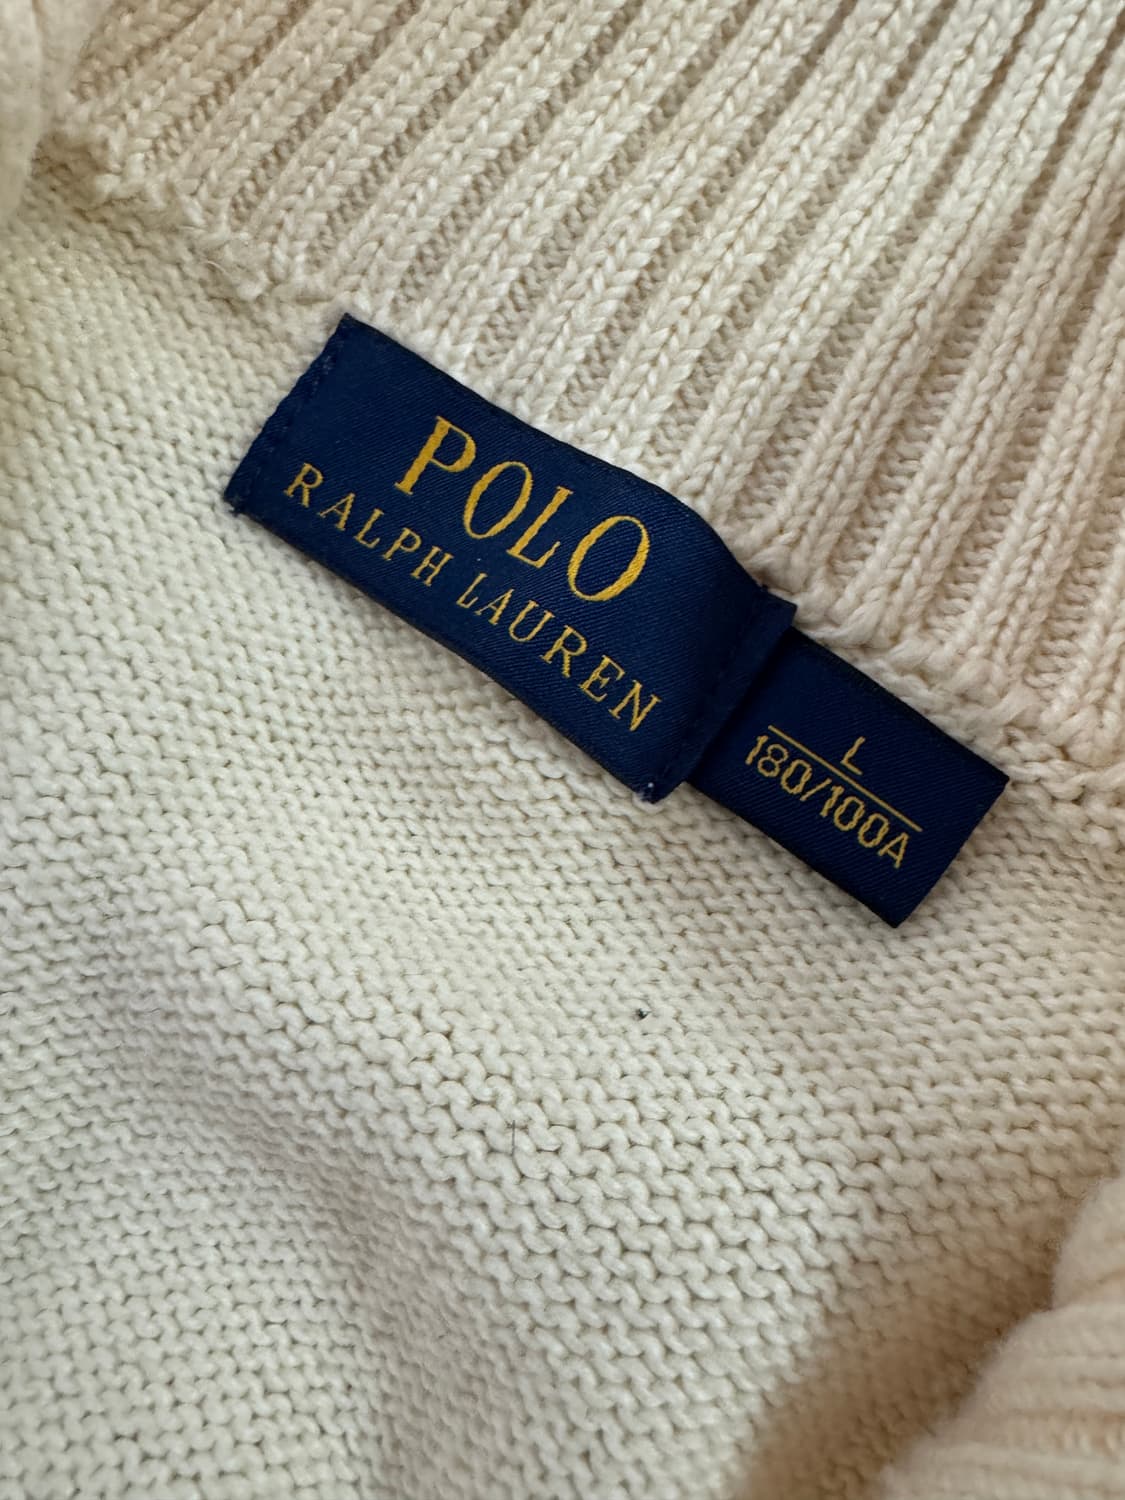 POLO
RALPH LAUREN
L
180/100A